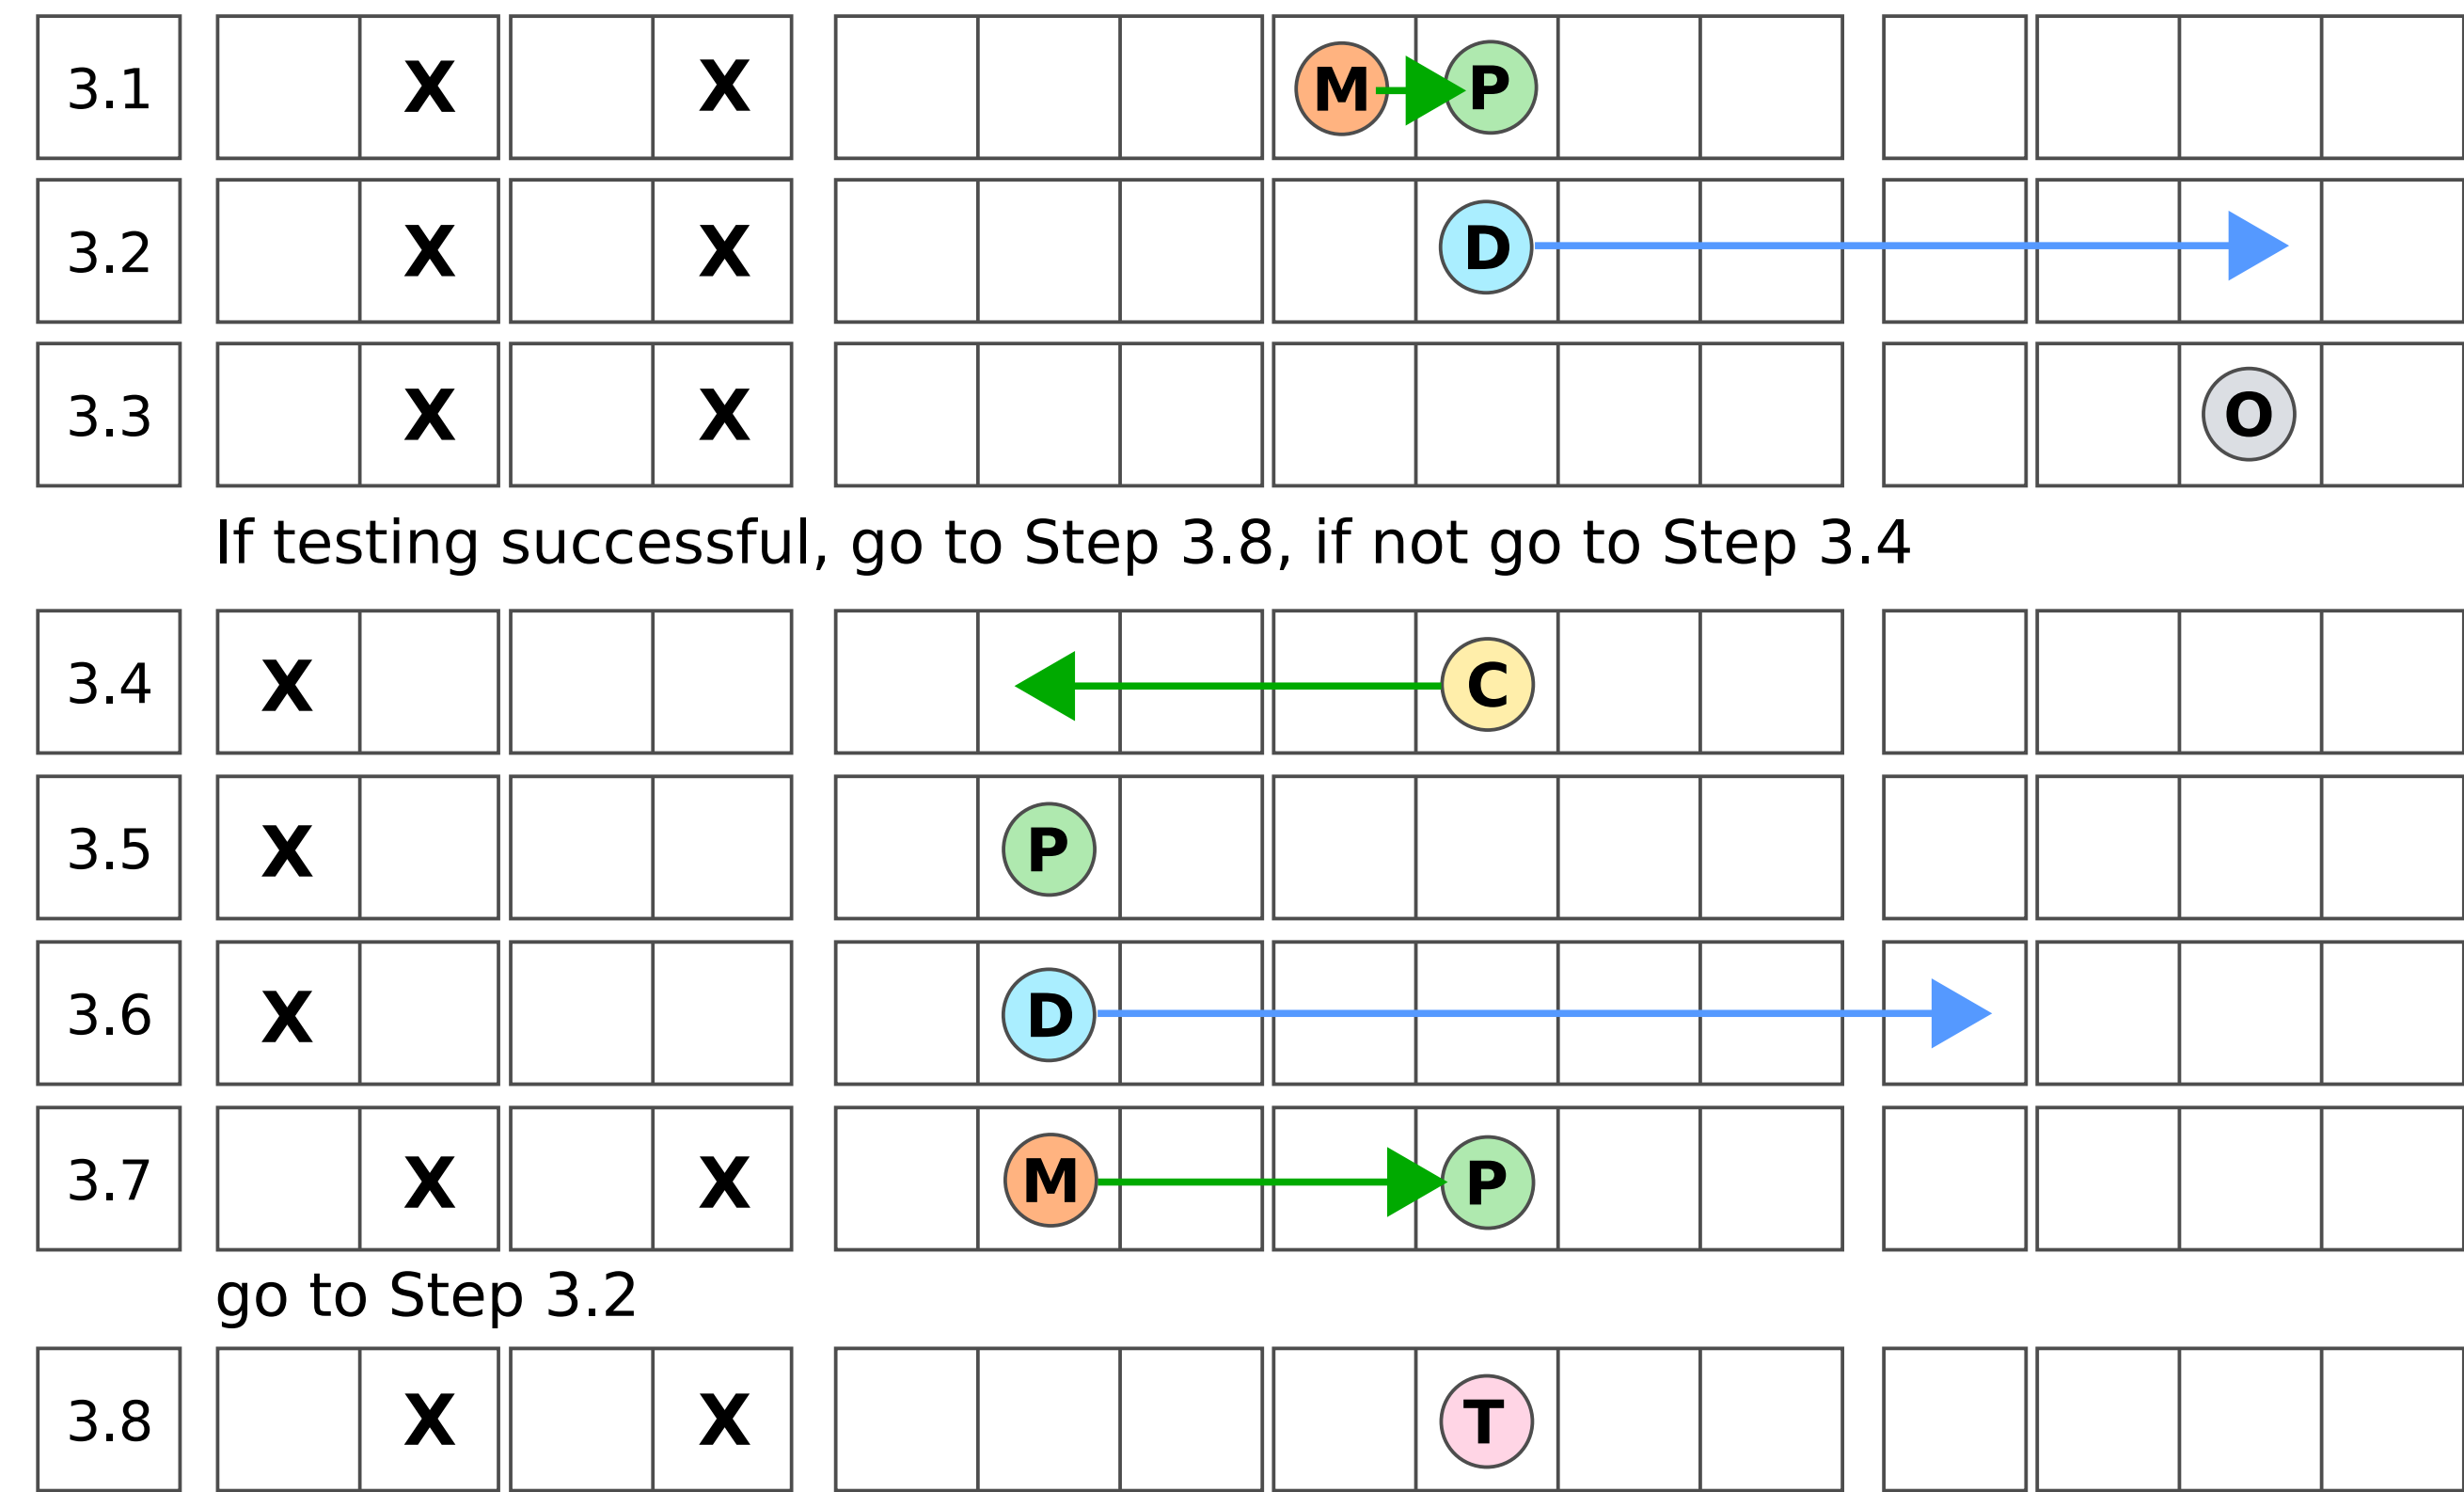 3.1 X X M P
3.2 X X D
3.3 X X O
If testing successful, go to Step 3.8, if not go to Step 3.4
3.4 X C
3.5 X P
3.6 X D
3.7 X X M P
go to Step 3.2
3.8 X X T